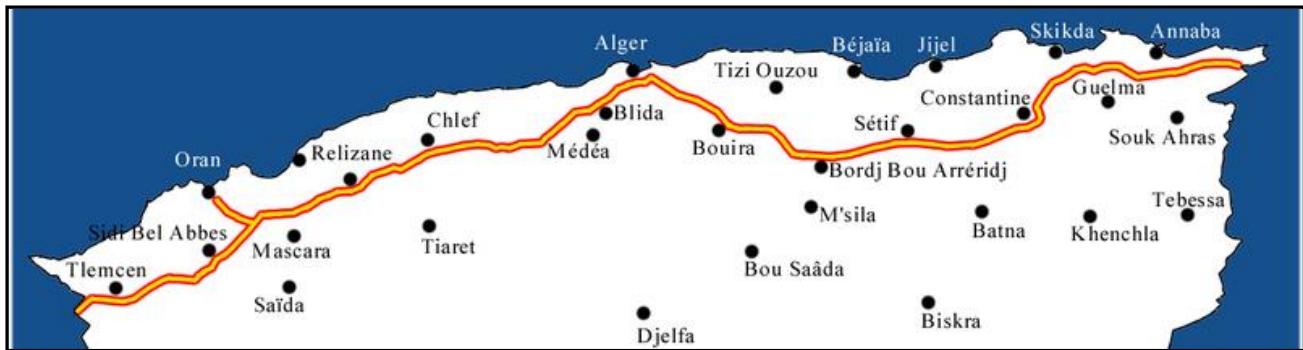 Skikda
Annaba
Alger
Béjaïa
Jijel
Tizi Ouzou
Guelma
Constantine
Chlef
Blida
Sétif
Souk Ahras
Médéa
Bouira
Oran
Relizane
Bordj Bou Arréridj
Tebessa
M'sila
Sidi Bel Abbes
Mascara
Tiaret
Batna
Khenchla
Tlemcen
Bou Saâda
Saïda
Biskra
Djelfa